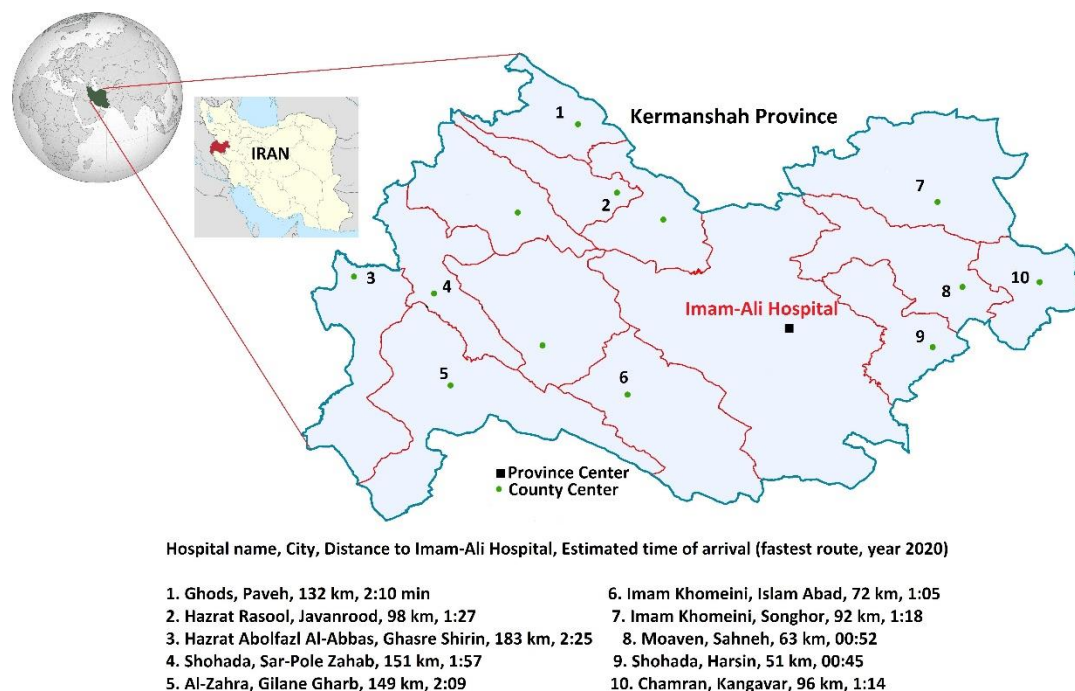 Kermanshah Province
IRAN
1
2
3
4
5
6
7
8
9
10
Imam-Ali Hospital
Province Center
County Center
Hospital name, City, Distance to Imam-Ali Hospital, Estimated time of arrival (fastest route, year 2020)
1. Ghods, Paveh, 132 km, 2:10 min
2. Hazrat Rasool, Javanrood, 98 km, 1:27
3. Hazrat Abolfazl Al-Abbas, Ghasre Shirin, 183 km, 2:25
4. Shohada, Sar-Pole Zahab, 151 km, 1:57
5. Al-Zahra, Gilane Gharb, 149 km, 2:09
6. Imam Khomeini, Islam Abad, 72 km, 1:05
7. Imam Khomeini, Songhor, 92 km, 1:18
8. Moaven, Sahneh, 63 km, 00:52
9. Shohada, Harsin, 51 km, 00:45
10. Chamran, Kangavar, 96 km, 1:14